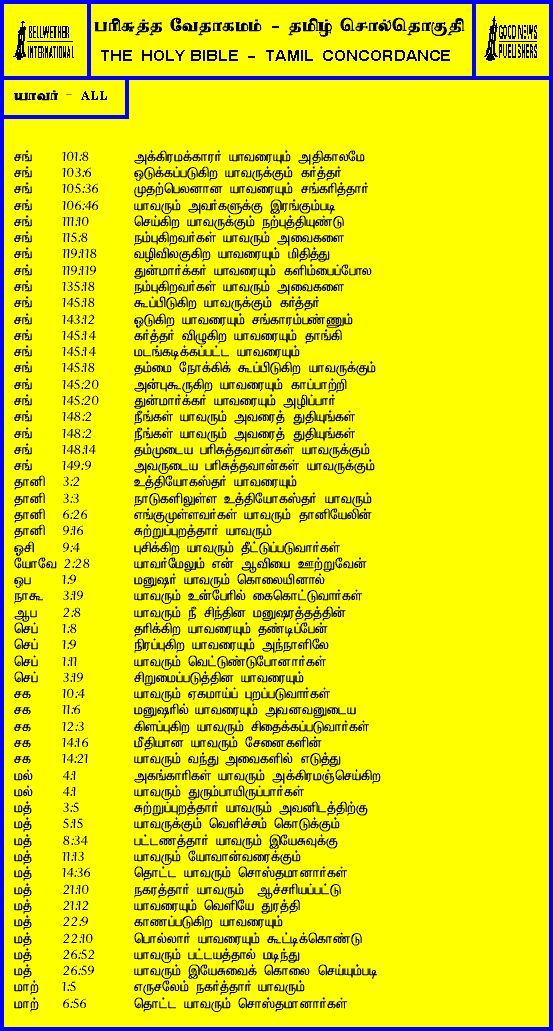 BELLWETHER
INTERNATIONAL
பரிசுத்த வேதாகமம் - தமிழ் சொல்தொகுதி
THE HOLY BIBLE - TAMIL CONCORDANCE
GOOD NEWS
PUBLISHERS
யாவர் - ALL
சங் 101:8 அக்கிரமக்காரர் யாவரையும் அதிகாலமே
சங் 103:6 ஒடுக்கப்படுகிற யாவருக்கும் கர்த்தர்
சங் 105:36 முதற்பெலனான யாவரையும் சங்கரித்தார்
சங் 106:46 யாவரும் அவர்களுக்கு இரங்கும்படி
சங் 111:10 செய்கிற யாவருக்கும் நற்புத்தியுண்டு
சங் 115:8 நம்புகிறவர்கள் யாவரும் அவைகளை
சங் 119:118 வழிவிலகுகிற யாவரையும் மிதித்து
சங் 119:119 துன்மார்க்கர் யாவரையும் களிம்பைப்போல
சங் 135:18 நம்புகிறவர்கள் யாவரும் அவைகளை
சங் 145:18 கூப்பிடுகிற யாவருக்கும் கர்த்தர்
சங் 143:12 ஒடுகிற யாவரையும் சங்காரம்பண்ணும்
சங் 145:14 கர்த்தர் விழுகிற யாவரையும் தாங்கி
சங் 145:14 மடங்கடிக்கப்பட்ட யாவரையும்
சங் 145:18 தம்மை நோக்கிக் கூப்பிடுகிற யாவருக்கும்
சங் 145:20 அன்புகூருகிற யாவரையும் காப்பாற்றி
சங் 145:20 துன்மார்க்கர் யாவரையும் அழிப்பார்
சங் 148:2 நீங்கள் யாவரும் அவரைத் துதியுங்கள்
சங் 148:2 நீங்கள் யாவரும் அவரைத் துதியுங்கள்
சங் 148:14 தம்முடைய பரிசுத்தவான்கள் யாவருக்கும்
சங் 149:9 அவருடைய பரிசுத்தவான்கள் யாவருக்கும்
தானி 3:2 உத்தியோகஸ்தர் யாவரையும்
தானி 3:3 நாடுகளிலுள்ள உத்தியோகஸ்தர் யாவரும்
தானி 6:26 எங்குமுள்ளவர்கள் யாவரும் தானியேலின்
தானி 9:16 சுற்றுப்புறத்தார் யாவரும்
ஓசி 9:4 புசிக்கிற யாவரும் தீட்டுப்படுவார்கள்
யோவே 2:28 யாவர்மேலும் என் ஆவியை ஊற்றுவேன்
ஒப 1:9 மனுஷர் யாவரும் கொலையினால்
நாகூ 3:19 யாவரும் உன்பேரில் கைகொட்டுவார்கள்
ஆப 2:8 யாவரும் நீ சிந்தின மனுஷரத்தத்தின்
செப் 1:8 தரிக்கிற யாவரையும் தண்டிப்பேன்
செப் 1:9 நிரப்புகிற யாவரையும் அந்நாளிலே
செப் 1:11 யாவரும் வெட்டுண்டுபோனார்கள்
செப் 3:19 சிறுமைப்படுத்தின யாவரையும்
சக 10:4 யாவரும் ஏகமாய்ப் புறப்படுவார்கள்
சக 11:6 மனுஷரில் யாவரையும் அவனவனுடைய
சக 12:3 கிளப்புகிற யாவரும் சிதைக்கப்படுவார்கள்
சக 14:16 மீதியான யாவரும் சேனைகளின்
சக 14:21 யாவரும் வந்து அவைகளில் எடுத்து
மல் 4:1 அகங்காரிகள் யாவரும் அக்கிரமஞ்செய்கிற
மல் 4:1 யாவரும் துரும்பாயிருப்பார்கள்
மத் 3:5 சுற்றுப்புறத்தார் யாவரும் அவனிடத்திற்கு
மத் 5:15 யாவருக்கும் வெளிச்சம் கொடுக்கும்
மத் 8:34 பட்டணத்தார் யாவரும் இயேசுவுக்கு
மத் 11:13 யாவரும் யோவான்வரைக்கும்
மத் 14:36 தொட்ட யாவரும் சொஸ்தமானார்கள்
மத் 21:10 நகரத்தார் யாவரும் ஆச்சரியப்பட்டு
மத் 21:12 யாவரையும் வெளியே துரத்தி
மத் 22:9 காணப்படுகிற யாவரையும்
மத் 22:10 பொல்லார் யாவரையும் கூட்டிக்கொண்டு
மத் 26:52 யாவரும் பட்டயத்தால் மடிந்து
மத் 26:59 யாவரும் இயேசுவைக் கொலை செய்யும்படி
மாற் 1:5 எருசலேம் நகர்த்தார் யாவரும்
மாற் 6:56 தொட்ட யாவரும் சொஸ்தமானார்கள்